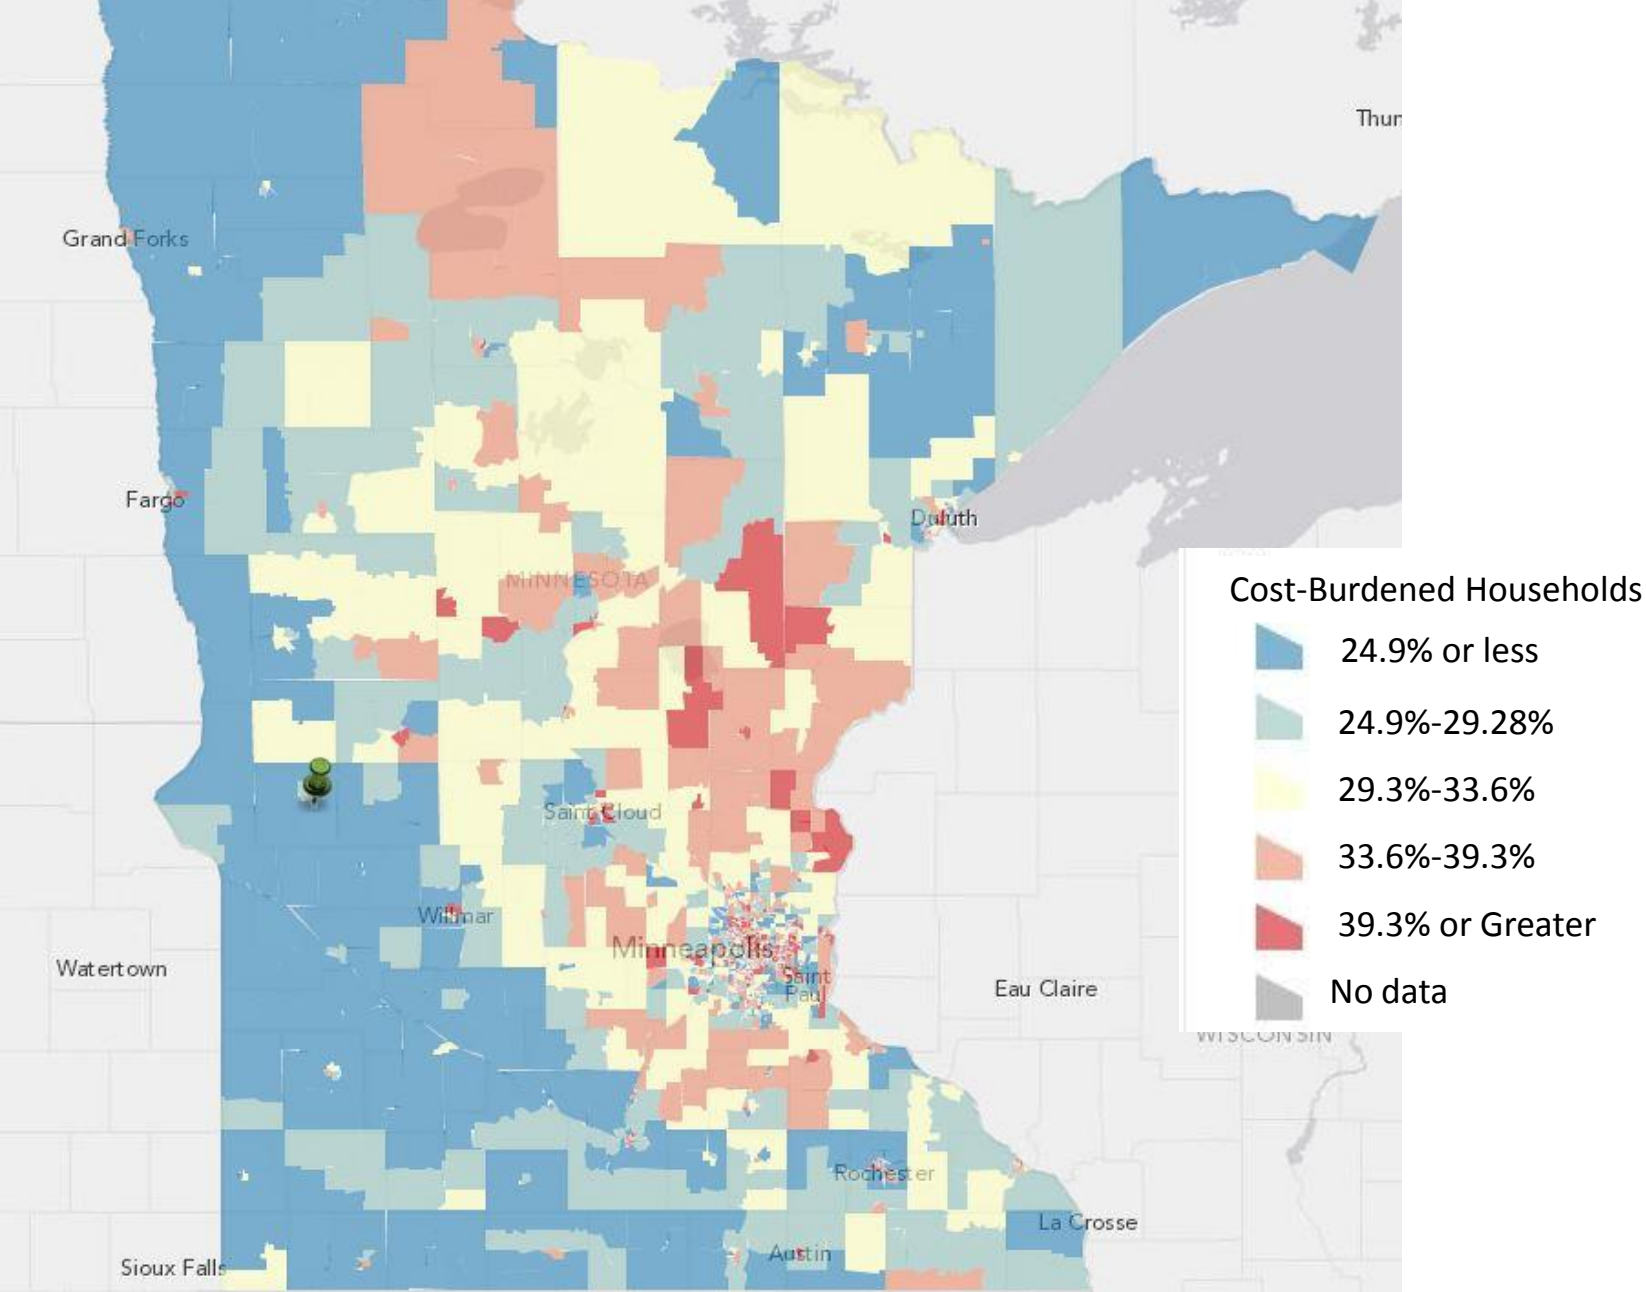 Thun
Grand Forks
Fargo
Duluth
MINNESOTA
Cost-Burdened Households
24.9% or less
24.9%-29.28%
29.3%-33.6%
33.6%-39.3%
39.3% or Greater
No data
Saint Cloud
Willmar
Minneapolis
Watertown
Saint
Paul
Eau Claire
WISCONSIN
Rochester
La Crosse
Austin
Sioux Falls